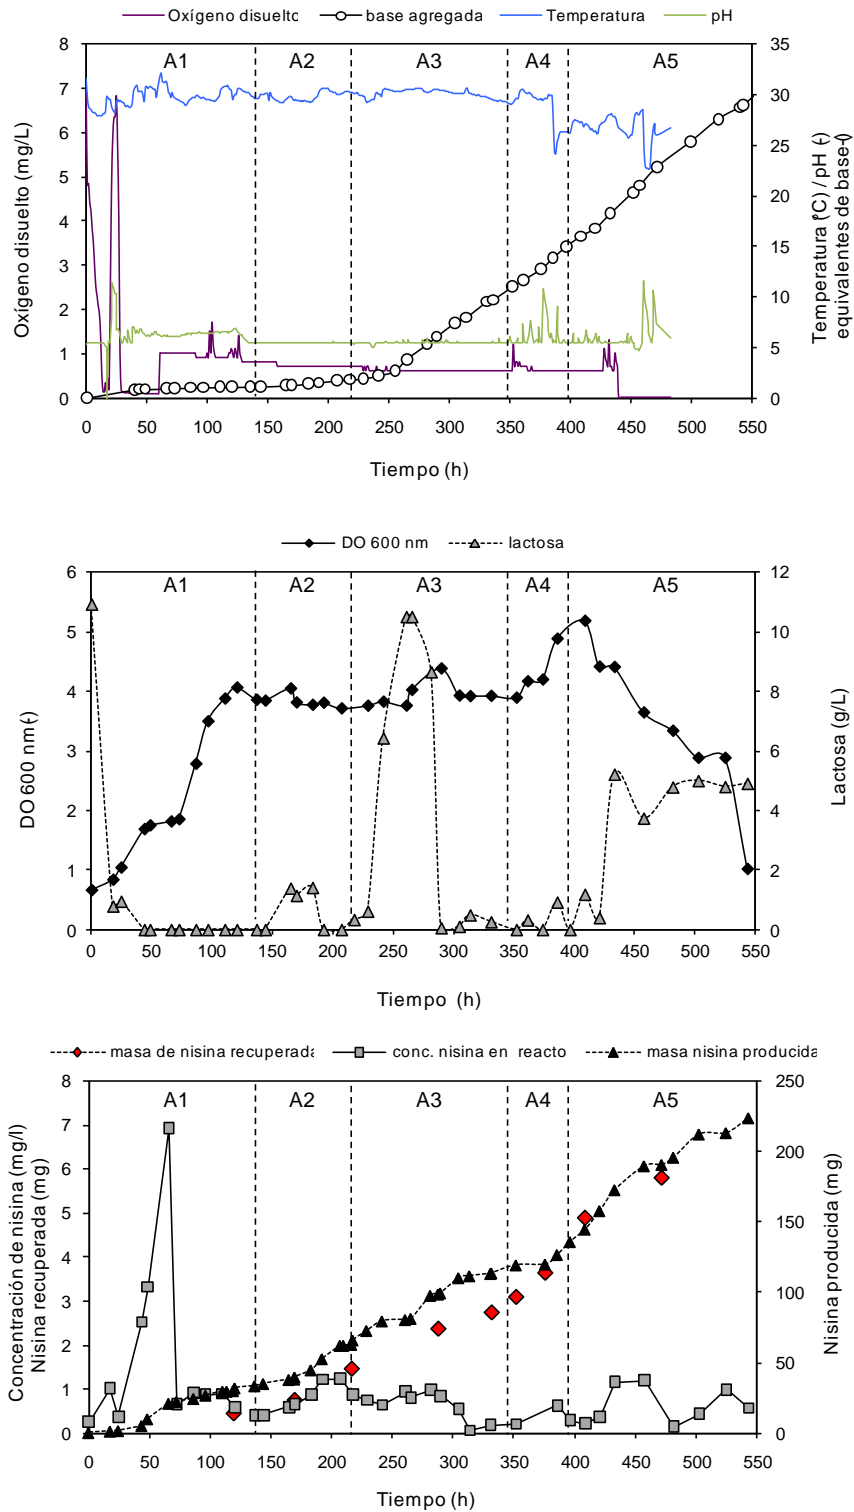 Oxígeno disuelto base agregada Temperatura pH
8 35
A1 A2 A3 A4 A5
7 30
6 25
5 20
4
3 15
2 10
1 5
0 0
0 50 100 150 200 250 300 350 400 450 500 550
Tiempo (h)
Oxígeno disuelto (mg/L)
Temperatura (ºC) / pH (-)
equivalentes de base(-)
DO 600 nm lactosa
6 12
A1 A2 A3 A4 A5
5 10
4 8
3 6
2 4
1 2
0 0
0 50 100 150 200 250 300 350 400 450 500 550
Tiempo (h)
DO 600 nm(-)
Lactosa (g/L)
masa de nisina recuperada conc. nisina en reacto masa nisina producida
8 250
A1 A2 A3 A4 A5
7 200
6
5 150
4
3 100
2 50
1
0 0
0 50 100 150 200 250 300 350 400 450 500 550
Tiempo (h)
Concentración de nisina (mg/l)
Nisina recuperada (mg)
Nisina producida (mg)